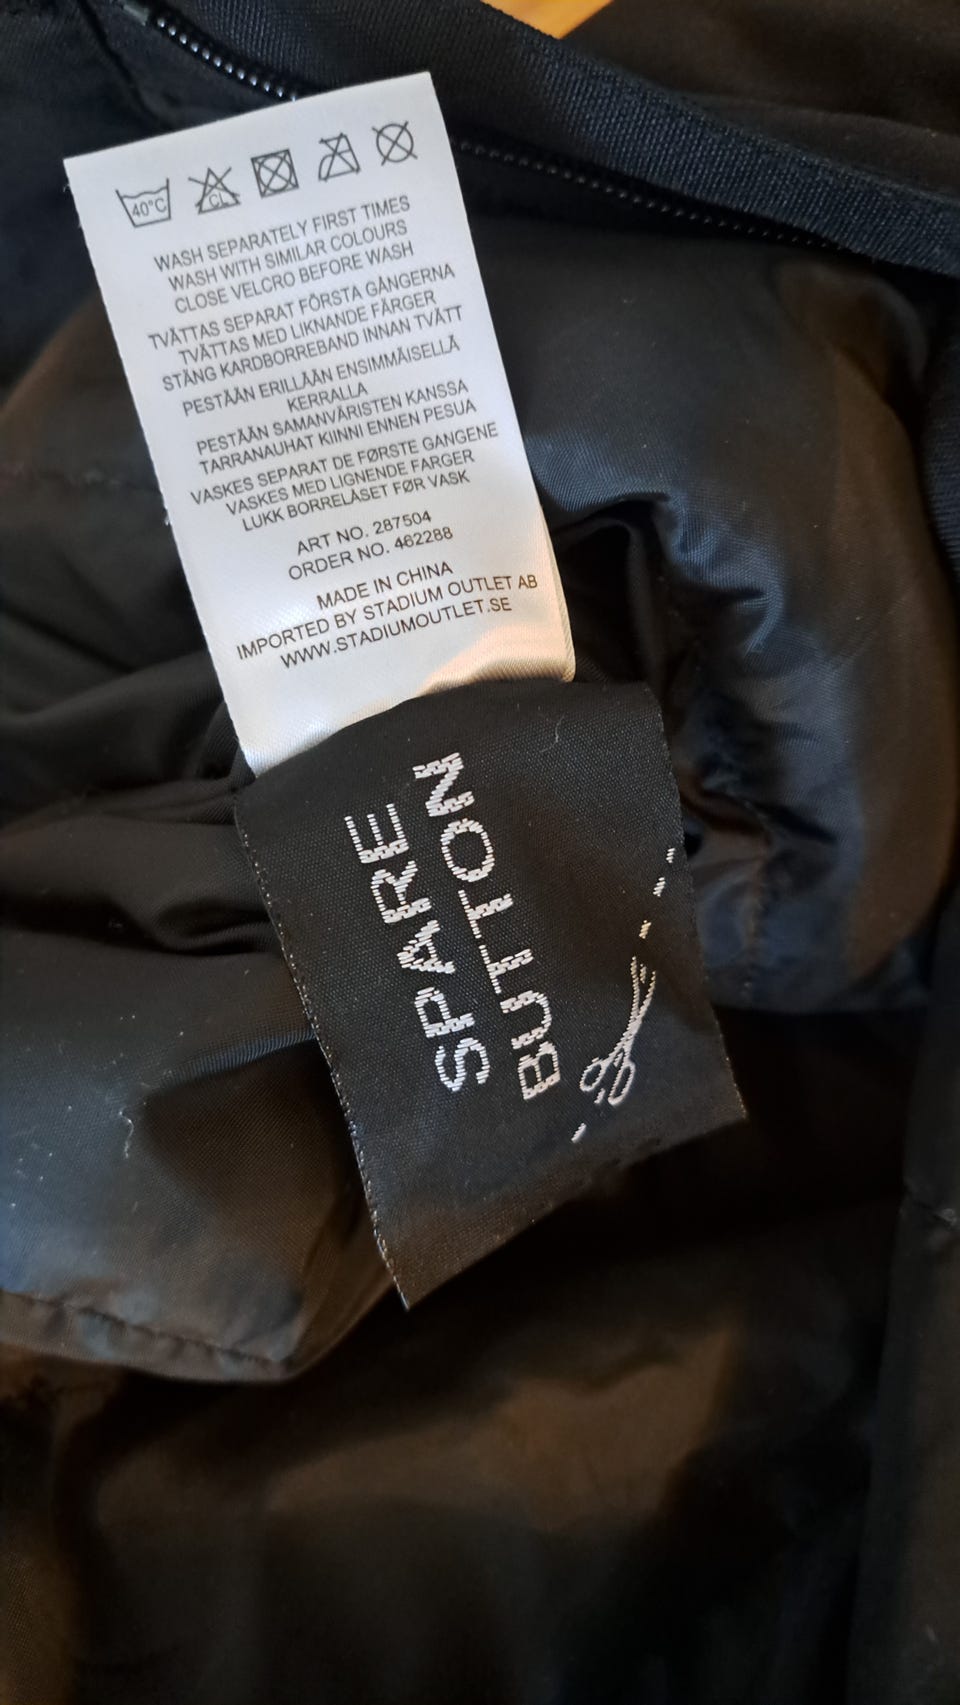 40°C
CL
WASH SEPARATELY FIRST TIMES
WASH WITH SIMILAR COLOURS
CLOSE VELCRO BEFORE WASH
TVÄTTAS SEPARAT FÖRSTA GÅNGERNA
TVÄTTAS MED LIKNANDE FÄRGER
STÄNG KARDBORREBAND INNAN TVÄTT
PESTÄÄN ERILLÄÄN ENSIMMÄISELLÄ
KERRALLA
PESTÄÄN SAMANVÄRISTEN KANSSA
TARRANAUHAT KIINNI ENNEN PESUA
VASKES SEPARAT DE FØRSTE GANGENE
VASKES MED LIGNENDE FARGER
LUKK BORRELÅSET FØR VASK
ART NO. 287504
ORDER NO. 462288
MADE IN CHINA
IMPORTED BY STADIUM OUTLET AB
WWW.STADIUMOUTLET.SE
SPARE
BUTTON